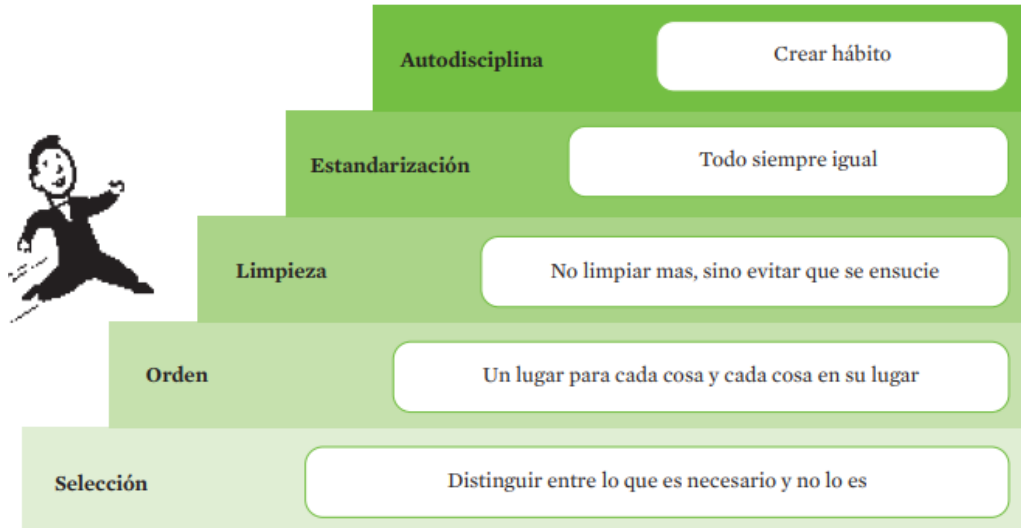 Autodisciplina
Crear hábito
Estandarización
Todo siempre igual
Limpieza
No limpiar mas, sino evitar que se ensucie
Orden
Un lugar para cada cosa y cada cosa en su lugar
Selección
Distinguir entre lo que es necesario y no lo es